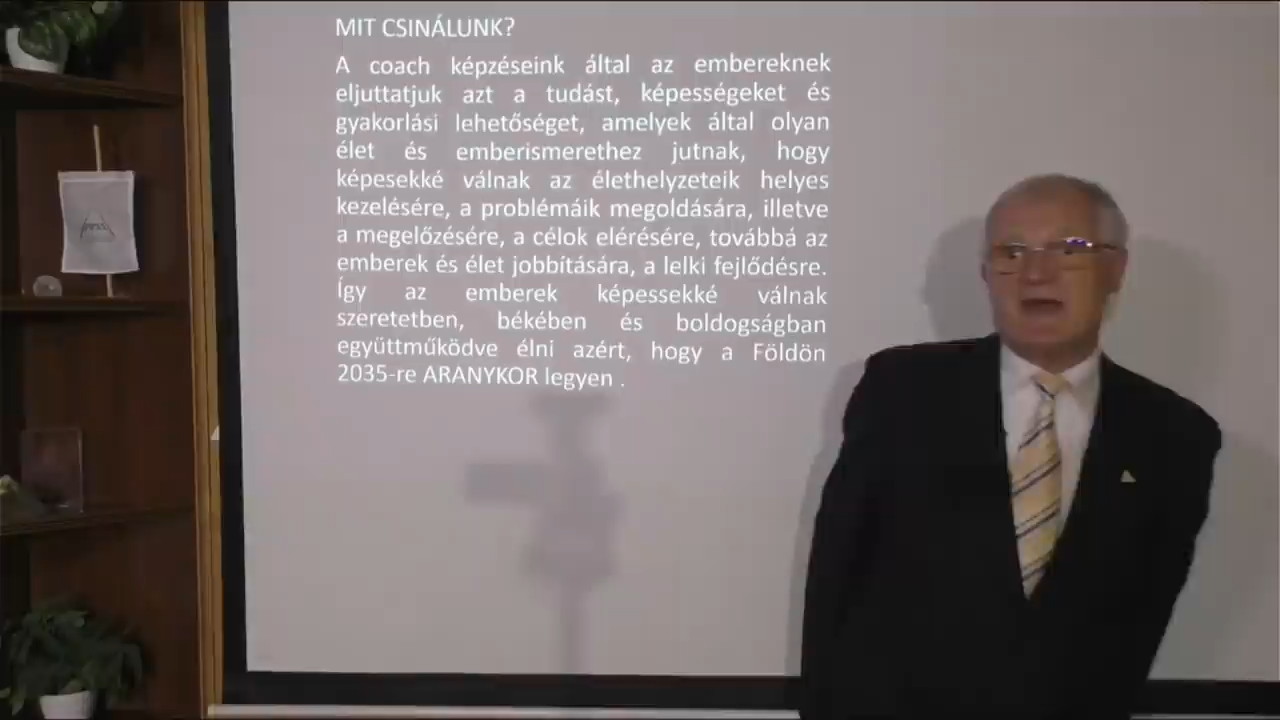 MIT CSINÁLUNK?
A coach képzéseink által az embereknek
eljuttatjuk azt a tudást, képességeket és
gyakorlási lehetőséget, amelyek által olyan
élet és emberismerethez jutnak, hogy
képesekké válnak az élethelyzeteik helyes
kezelésére, a problémáik megoldására, illetve
a megelőzésére, a célok elérésére, továbbá az
emberek és élet jobbítására, a lelki fejlődésre.
Így az emberek képessekké válnak
szeretetben, békében és boldogságban
együttműködve élni azért, hogy a Földön
2035-re ARANYKOR legyen .